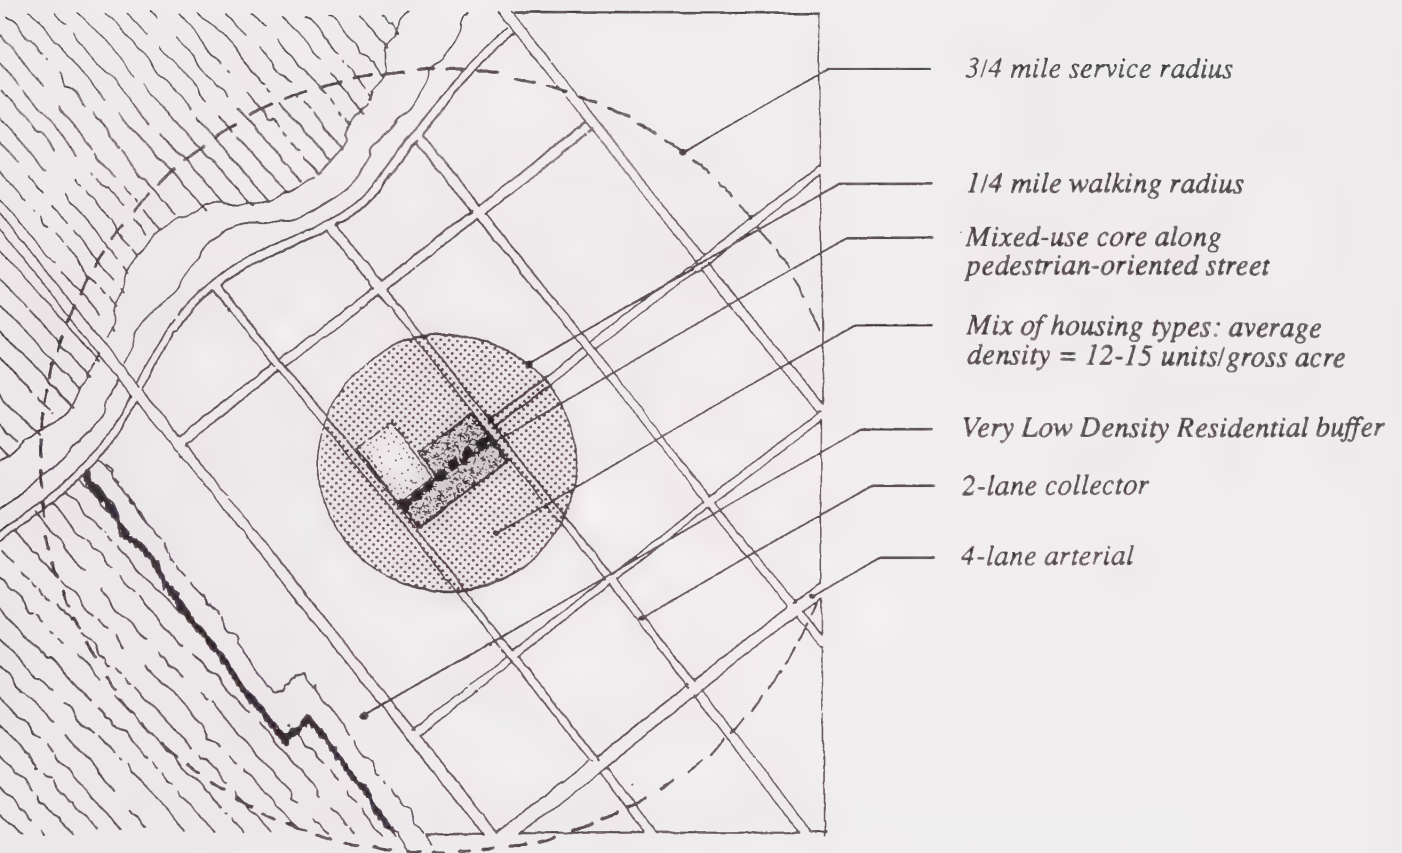 3/4 mile service radius
1/4 mile walking radius
Mixed-use core along
pedestrian-oriented street
Mix of housing types: average
density = 12-15 units/gross acre
Very Low Density Residential buffer
2-lane collector
4-lane arterial